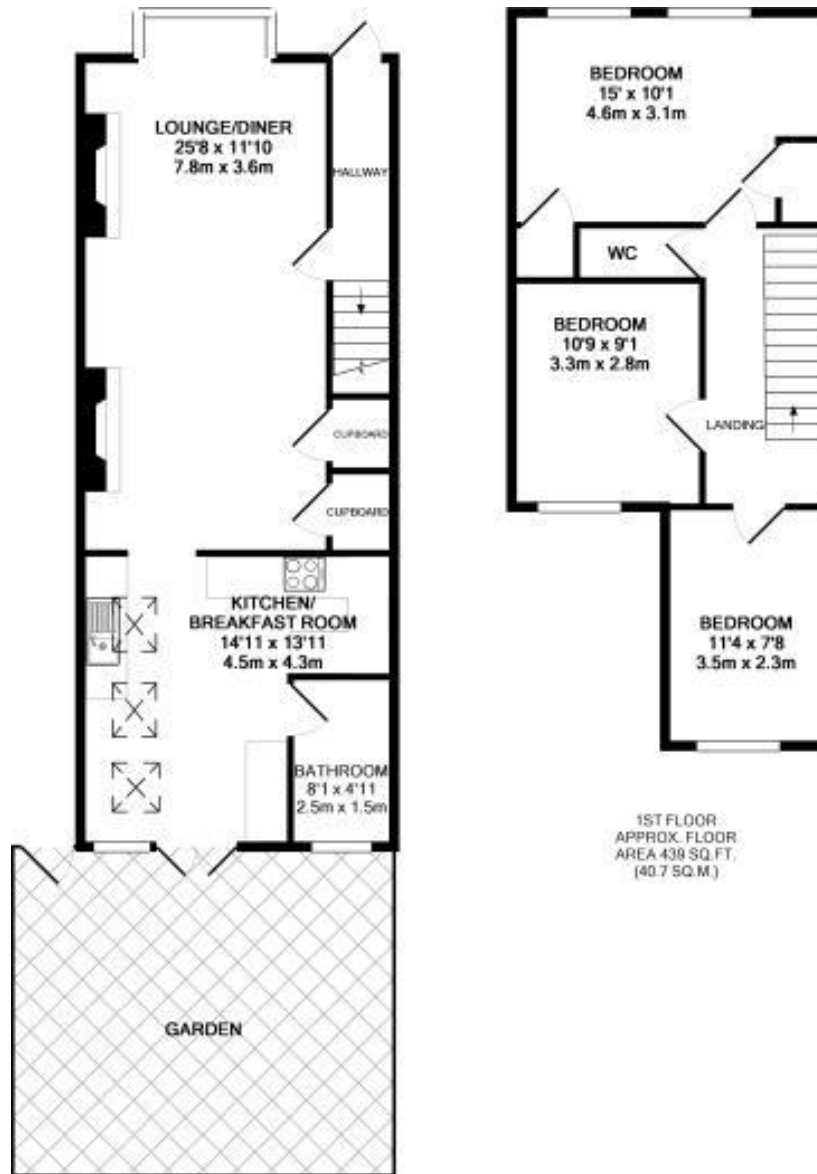 LOUNGE/DINER
25'8 x 11'10
7.8m x 3.6m
HALLWAY
CUPBOARD
CUPBOARD
KITCHEN/
BREAKFAST ROOM
14'11 x 13'11
4.5m x 4.3m
BATHROOM
8'1 x 4'11
2.5m x 1.5m
GARDEN
BEDROOM
15' x 10'1
4.6m x 3.1m
WC
BEDROOM
10'9 x 9'1
3.3m x 2.8m
LANDING
BEDROOM
11'4 x 7'8
3.5m x 2.3m
1ST FLOOR
APPROX. FLOOR
AREA 439 SQ.FT.
(40.7 SQ.M.)